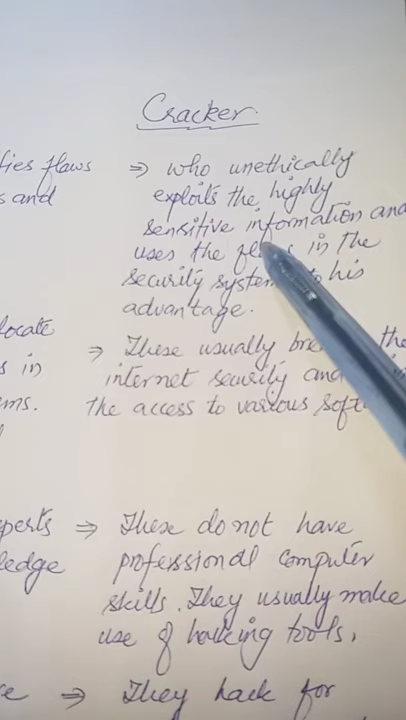 Cracker.
fies flaws ⇒ who unethically
s and exploits the highly
sensitive information and
uses the in the
security system his
advantage.
locate
⇒ These usually the
s in internet security and
ms. the access to various
perts ⇒ These do not have
ledge professional computer
skills. They usually make
use of hacking tools.
⇒ They hack for